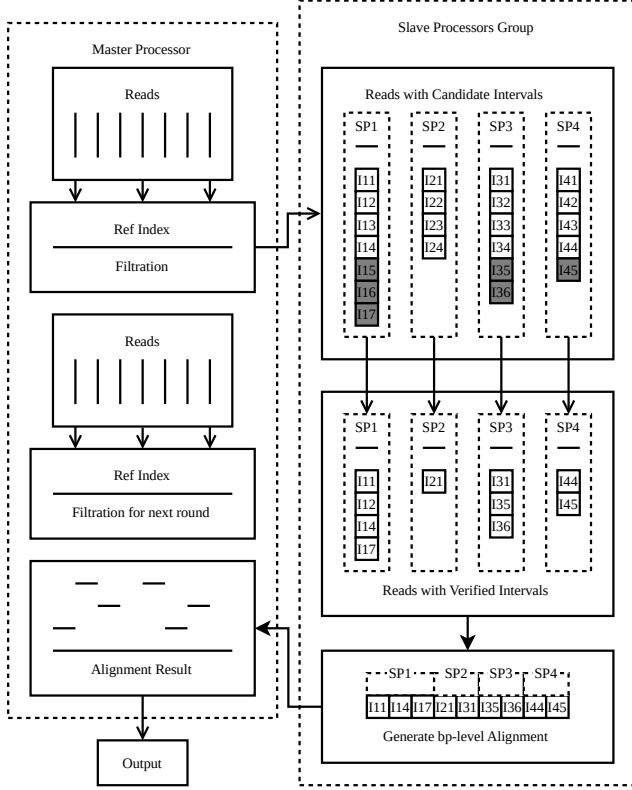 Master Processor
Reads
Ref Index
Filtration
Reads
Ref Index
Filtration for next round
Alignment Result
Output
Slave Processors Group
Reads with Candidate Intervals
SP1 SP2 SP3 SP4
I11 I21 I31 I41
I12 I22 I32 I42
I13 I23 I33 I43
I14 I24 I34 I44
I15 I35 I45
I16 I36
I17
SP1 SP2 SP3 SP4
I11 I21 I31 I44
I12 I35 I45
I14 I36
I17
Reads with Verified Intervals
SP1 SP2 SP3 SP4
I11 I14 I17 I21 I31 I35 I36 I44 I45
Generate bp-level Alignment